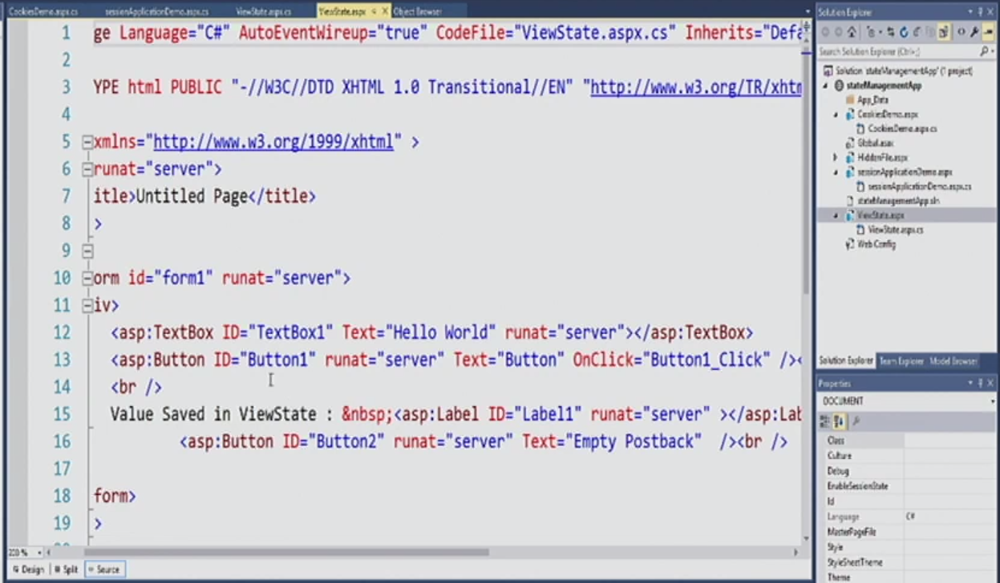 CookiesDemo.aspx.cs sessionApplicationDemo.aspx.cs ViewState.aspx.cs ViewState.aspx Object Browser
1 ge Language="C#" AutoEventWireup="true" CodeFile="ViewState.aspx.cs" Inherits="Defa
2
3 YPE html PUBLIC "-//W3C//DTD XHTML 1.0 Transitional//EN" "http://www.w3.org/TR/xhtm
4
5 xmlns="http://www.w3.org/1999/xhtml" >
6 runat="server">
7 itle>Untitled Page</title>
8 >
9
10 orm id="form1" runat="server">
11 iv>
12 <asp:TextBox ID="TextBox1" Text="Hello World" runat="server"></asp:TextBox>
13 <asp:Button ID="Button1" runat="server" Text="Button" OnClick="Button1_Click" /><
14 <br />
15 Value Saved in ViewState : &nbsp;<asp:Label ID="Label1" runat="server" ></asp:Lab
16 <asp:Button ID="Button2" runat="server" Text="Empty Postback" /><br />
17
18 form>
19 >
200 %
Design Split Source
Solution Explorer
Search Solution Explorer (Ctrl+;)
Solution 'stateManagementApp' (1 project)
stateManagementApp
App_Data
CookiesDemo.aspx
CookiesDemo.aspx.cs
Global.asax
HiddenFile.aspx
sessionApplicationDemo.aspx
sessionApplicationDemo.aspx.cs
stateManagementApp.sln
ViewState.aspx
ViewState.aspx.cs
Web.Config
Solution Explorer Team Explorer Model Browser
Properties
DOCUMENT
Class
Culture
Debug
EnableSessionState
Id
Language C#
MasterPageFile
Style
StyleSheetTheme
Theme